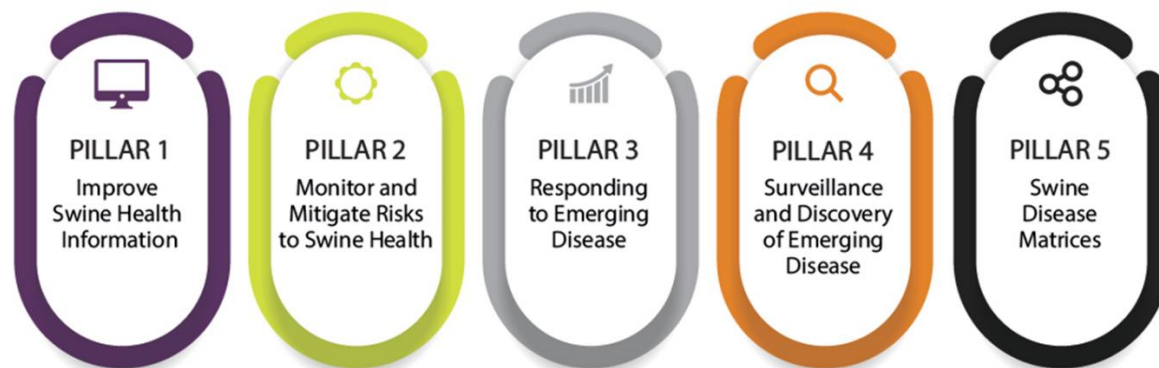 PILLAR 1
Improve
Swine Health
Information
PILLAR 2
Monitor and
Mitigate Risks
to Swine Health
PILLAR 3
Responding
to Emerging
Disease
PILLAR 4
Surveillance
and Discovery
of Emerging
Disease
PILLAR 5
Swine
Disease
Matrices